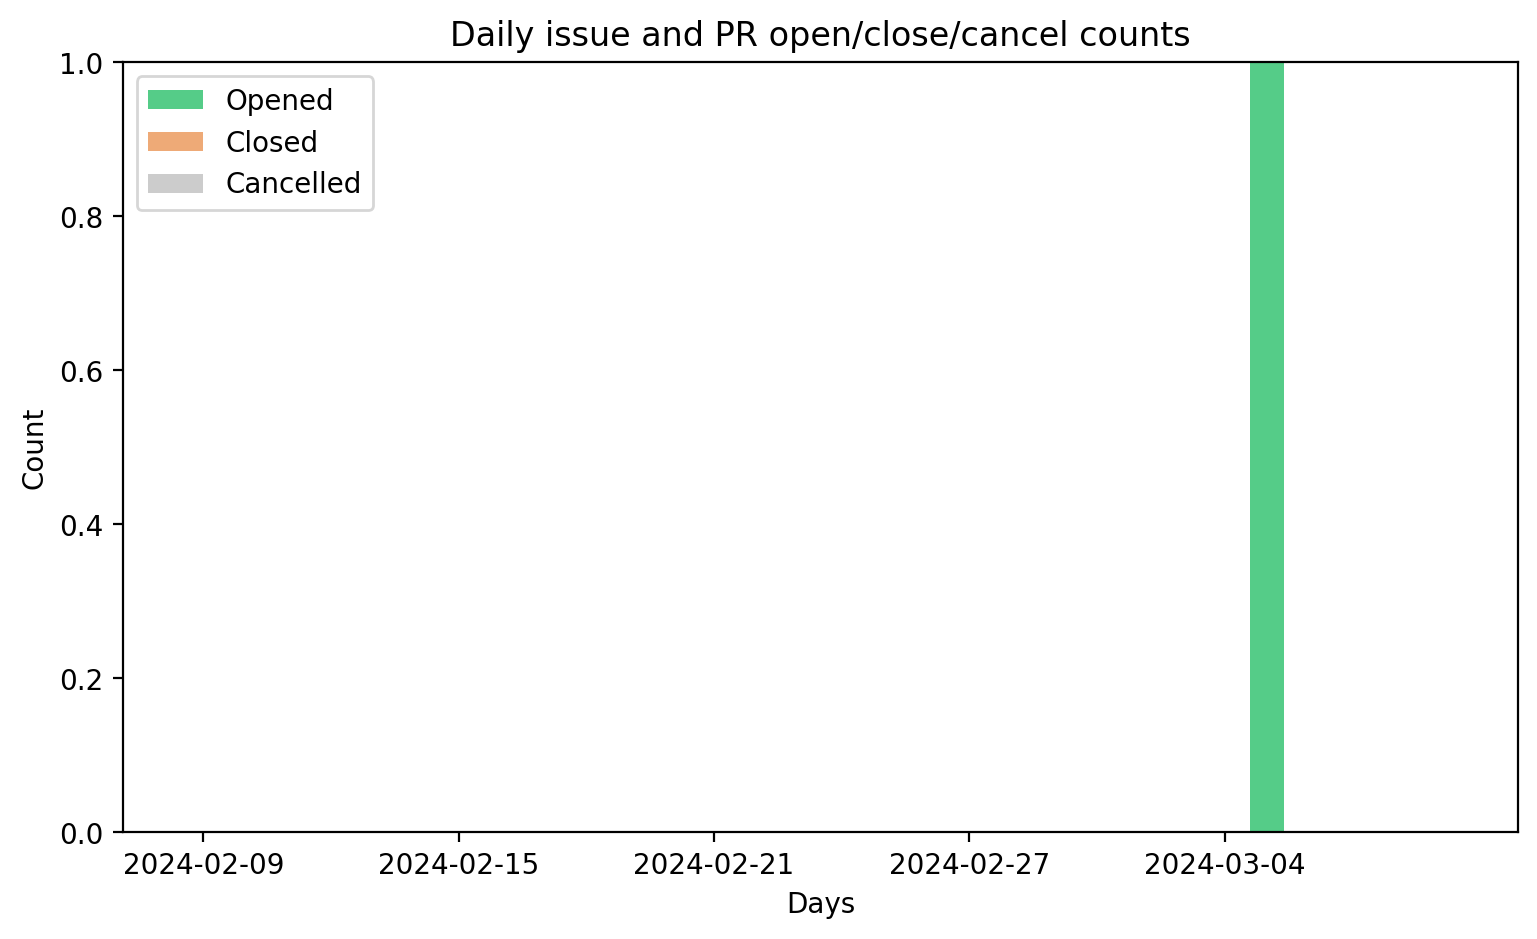 Daily issue and PR open/close/cancel counts
1.0
0.8
0.6
0.4
0.2
0.0
Count
Opened
Closed
Cancelled
2024-02-09 2024-02-15 2024-02-21 2024-02-27 2024-03-04
Days